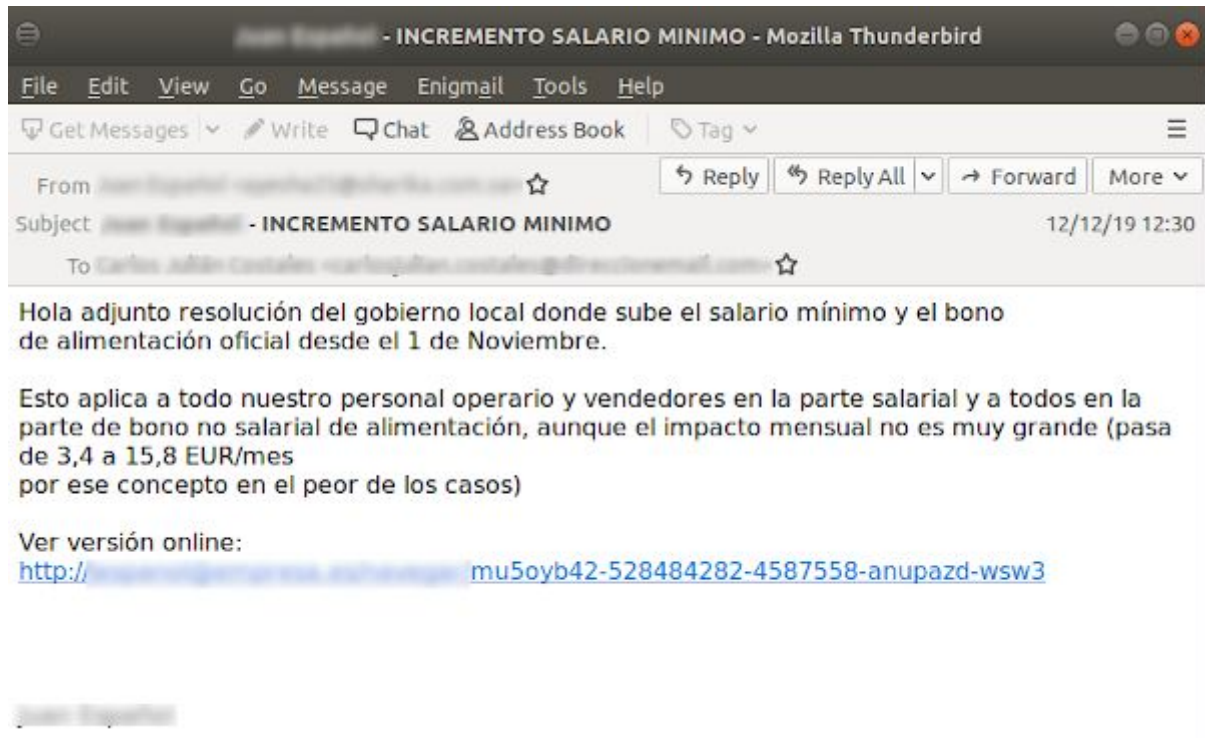 - INCREMENTO SALARIO MINIMO - Mozilla Thunderbird
File Edit View Go Message Enigmail Tools Help
Get Messages Write Chat Address Book Tag
From Reply Reply All Forward More
Subject - INCREMENTO SALARIO MINIMO 12/12/19 12:30
To
Hola adjunto resolución del gobierno local donde sube el salario mínimo y el bono
de alimentación oficial desde el 1 de Noviembre.
Esto aplica a todo nuestro personal operario y vendedores en la parte salarial y a todos en la
parte de bono no salarial de alimentación, aunque el impacto mensual no es muy grande (pasa
de 3,4 a 15,8 EUR/mes
por ese concepto en el peor de los casos)
Ver versión online:
http:// mu5oyb42-528484282-4587558-anupazd-wsw3